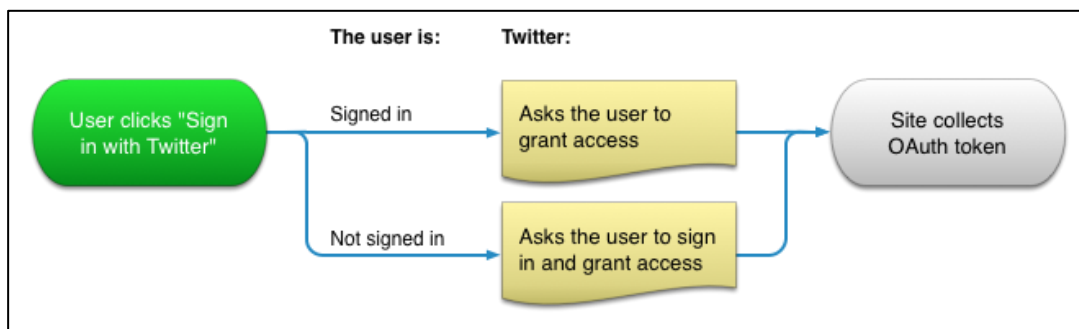 The user is:
Twitter:
User clicks "Sign
in with Twitter"
Signed in
Asks the user to
grant access
Site collects
OAuth token
Not signed in
Asks the user to sign
in and grant access